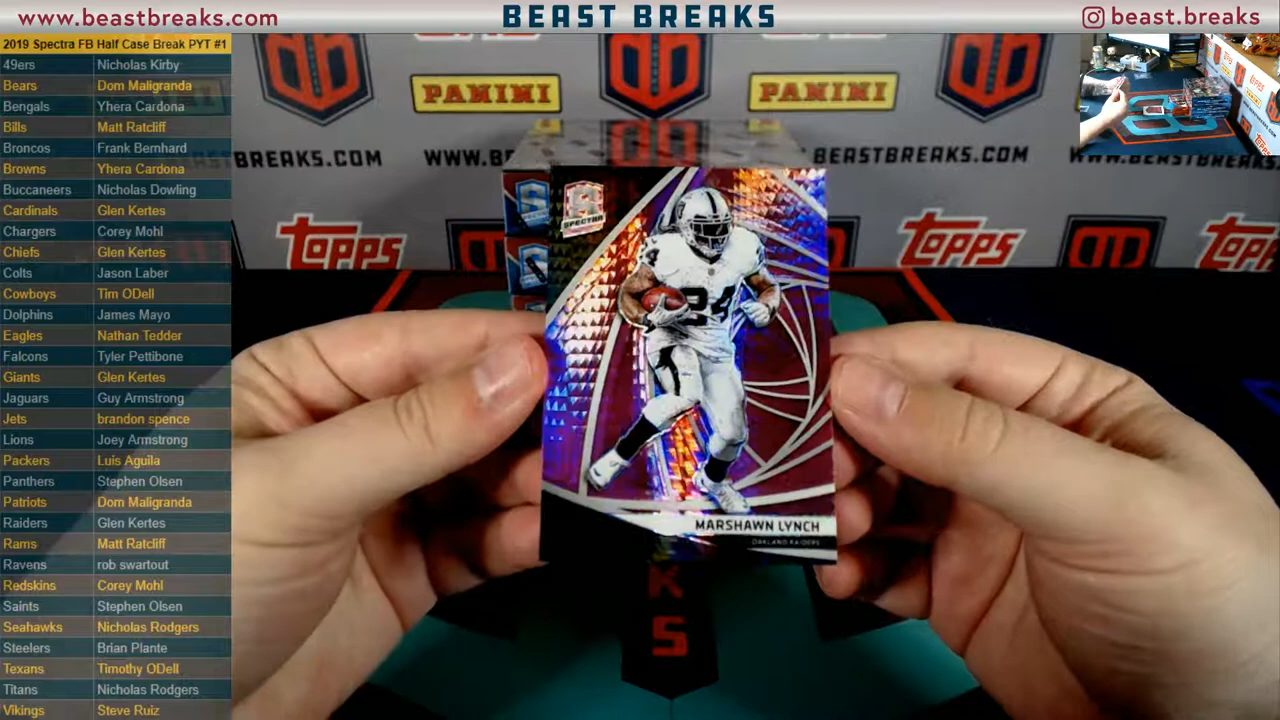 www.beastbreaks.com
BEAST BREAKS
beast.breaks
2019 Spectra FB Half Case Break PYT #1
49ers Nicholas Kirby
Bears Dom Maligranda
Bengals Yhera Cardona
Bills Matt Ratcliff
Broncos Frank Bernhard
Browns Yhera Cardona
Buccaneers Nicholas Dowling
Cardinals Glen Kertes
Chargers Corey Mohl
Chiefs Glen Kertes
Colts Jason Laber
Cowboys Tim ODell
Dolphins James Mayo
Eagles Nathan Tedder
Falcons Tyler Pettibone
Giants Glen Kertes
Jaguars Guy Armstrong
Jets brandon spence
Lions Joey Armstrong
Packers Luis Aguila
Panthers Stephen Olsen
Patriots Dom Maligranda
Raiders Glen Kertes
Rams Matt Ratcliff
Ravens rob swartout
Redskins Corey Mohl
Saints Stephen Olsen
Seahawks Nicholas Rodgers
Steelers Brian Plante
Texans Timothy ODell
Titans Nicholas Rodgers
Vikings Steve Ruiz
PANINI PANINI
BREAKS.COM WWW.B BEASTBREAKS.COM
topps topps topps
SPECTRA
24
MARSHAWN LYNCH
OAKLAND RAIDERS
KS